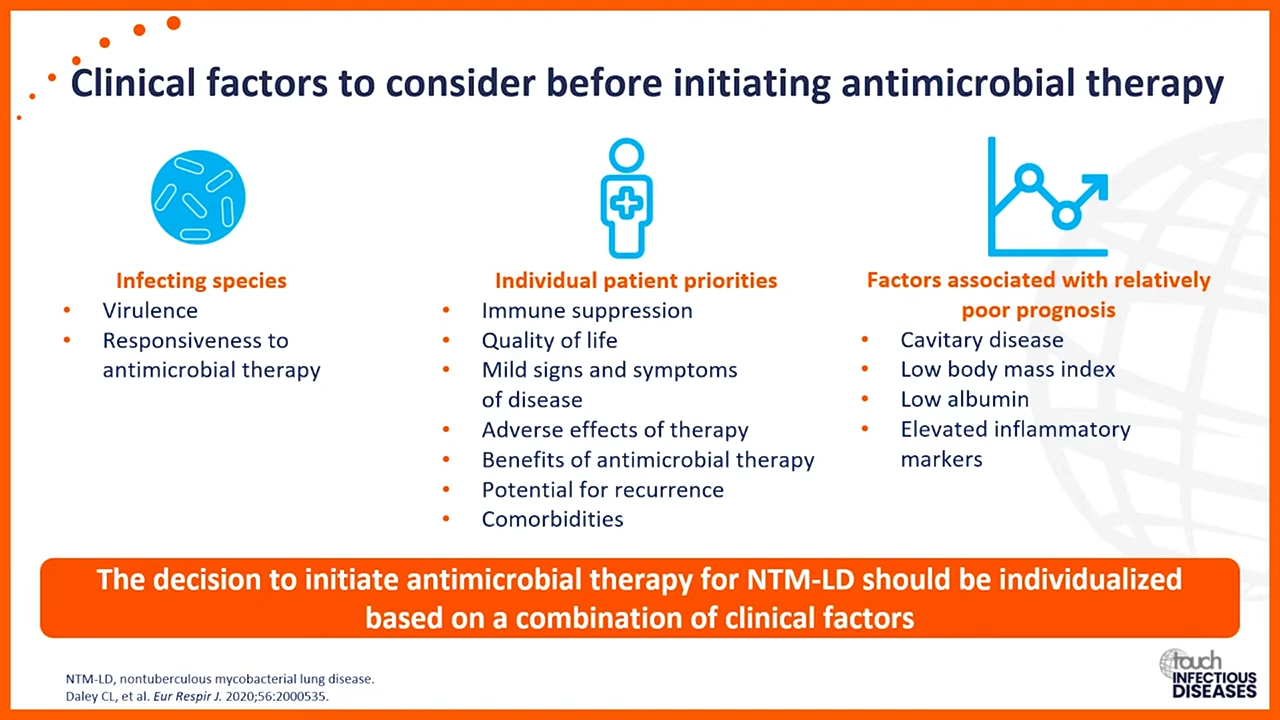 Clinical factors to consider before initiating antimicrobial therapy
Infecting species
• Virulence
• Responsiveness to
antimicrobial therapy
Individual patient priorities
• Immune suppression
• Quality of life
• Mild signs and symptoms
of disease
• Adverse effects of therapy
• Benefits of antimicrobial therapy
• Potential for recurrence
• Comorbidities
Factors associated with relatively
poor prognosis
• Cavitary disease
• Low body mass index
• Low albumin
• Elevated inflammatory
markers
The decision to initiate antimicrobial therapy for NTM-LD should be individualized
based on a combination of clinical factors
NTM-LD, nontuberculous mycobacterial lung disease.
Daley CL, et al. Eur Respir J. 2020;56:2000535.
touch
INFECTIOUS
DISEASES